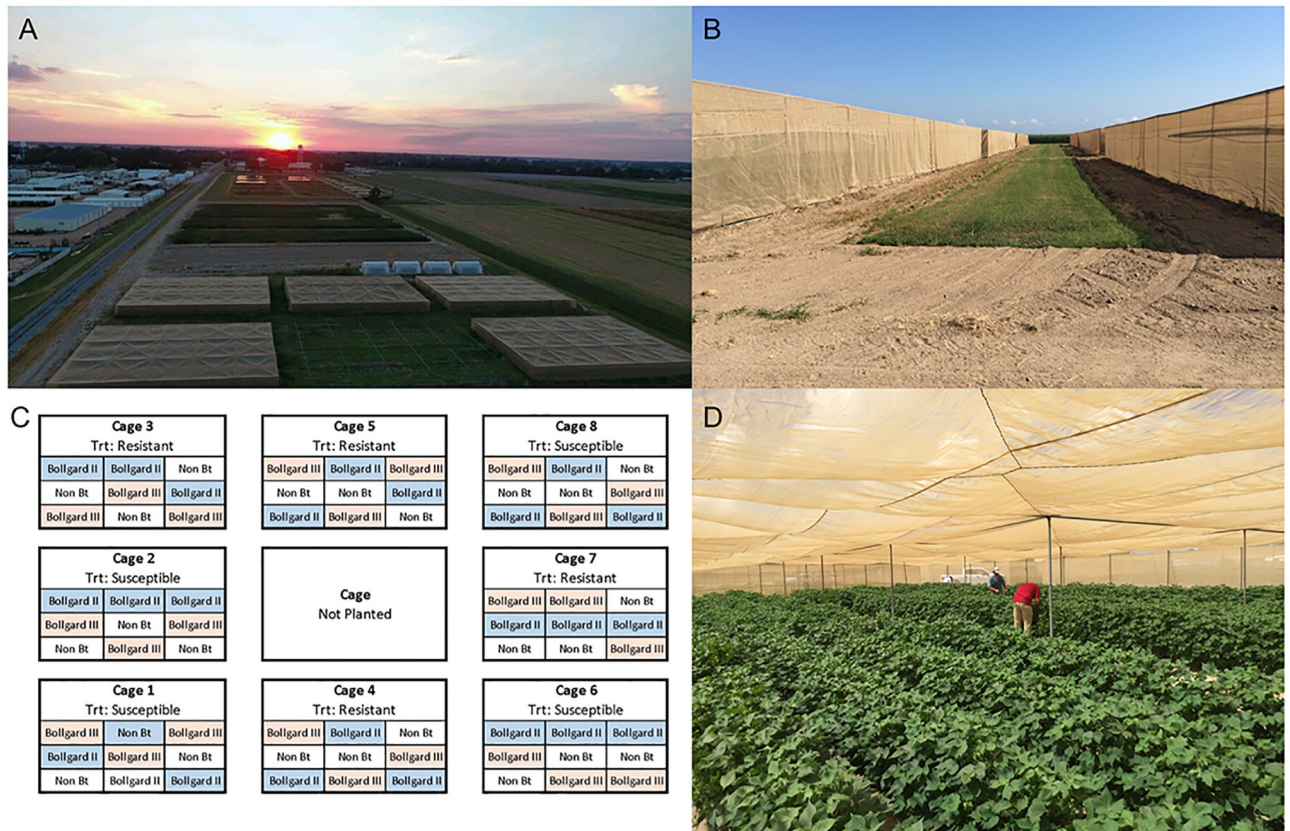 A
B
C
Cage 3
Trt: Resistant
Bollgard II Bollgard II Non Bt
Non Bt Bollgard III Bollgard II
Bollgard III Non Bt Bollgard III
Cage 5
Trt: Resistant
Bollgard III Bollgard II Bollgard III
Non Bt Non Bt Bollgard II
Bollgard II Bollgard III Non Bt
Cage 8
Trt: Susceptible
Bollgard III Bollgard II Non Bt
Non Bt Non Bt Bollgard III
Bollgard II Bollgard III Bollgard II
Cage 2
Trt: Susceptible
Bollgard II Bollgard II Bollgard II
Bollgard III Non Bt Bollgard III
Non Bt Bollgard III Non Bt
Cage
Not Planted
Cage 7
Trt: Resistant
Bollgard III Bollgard III Non Bt
Bollgard II Bollgard II Bollgard II
Non Bt Non Bt Bollgard III
Cage 1
Trt: Susceptible
Bollgard III Non Bt Bollgard III
Bollgard II Bollgard III Non Bt
Non Bt Bollgard II Bollgard II
Cage 4
Trt: Resistant
Bollgard III Bollgard II Non Bt
Non Bt Non Bt Bollgard III
Bollgard II Bollgard III Bollgard II
Cage 6
Trt: Susceptible
Bollgard II Bollgard II Bollgard II
Bollgard III Non Bt Non Bt
Non Bt Bollgard III Bollgard III
D